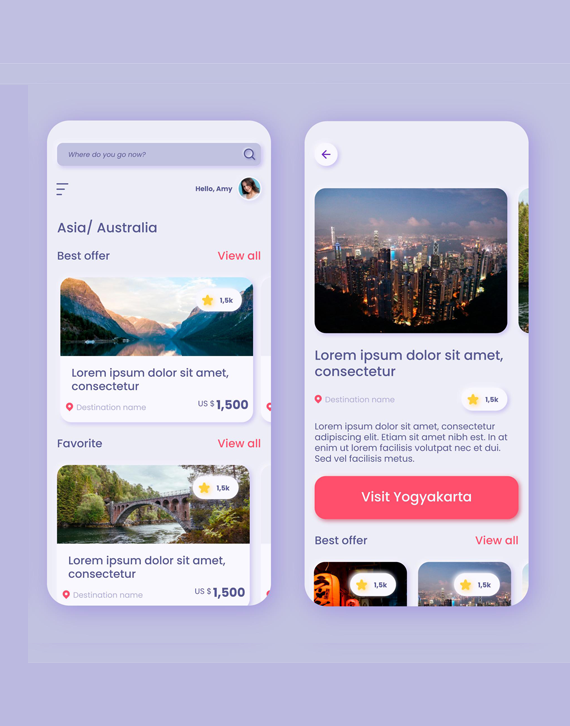 Where do you go now?
Hello, Amy
Asia/ Australia
Best offer View all
1,5k
Lorem ipsum dolor sit amet,
consectetur
Destination name US $ 1,500
Favorite View all
1,5k
Lorem ipsum dolor sit amet,
consectetur
Destination name US $ 1,500
Lorem ipsum dolor sit amet,
consectetur
Destination name 1,5k
Lorem ipsum dolor sit amet, consectetur
adipiscing elit. Etiam sit amet nibh est. In at
enim ut lorem facilisis volutpat nec et dui.
Sed vel facilisis metus.
Visit Yogyakarta
Best offer View all
1,5k 1,5k